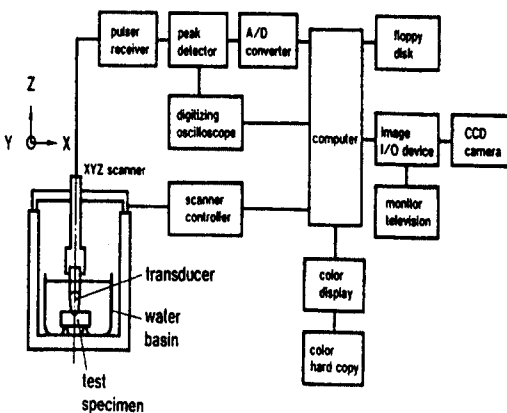 pulser
receiver
peak
detector
A/D
converter
floppy
disk
Z
Y
X
digitizing
oscilloscope
computer
image
I/O device
CCD
camera
XYZ scanner
scanner
controller
monitor
television
transducer
water
basin
color
display
test
specimen
color
hard copy